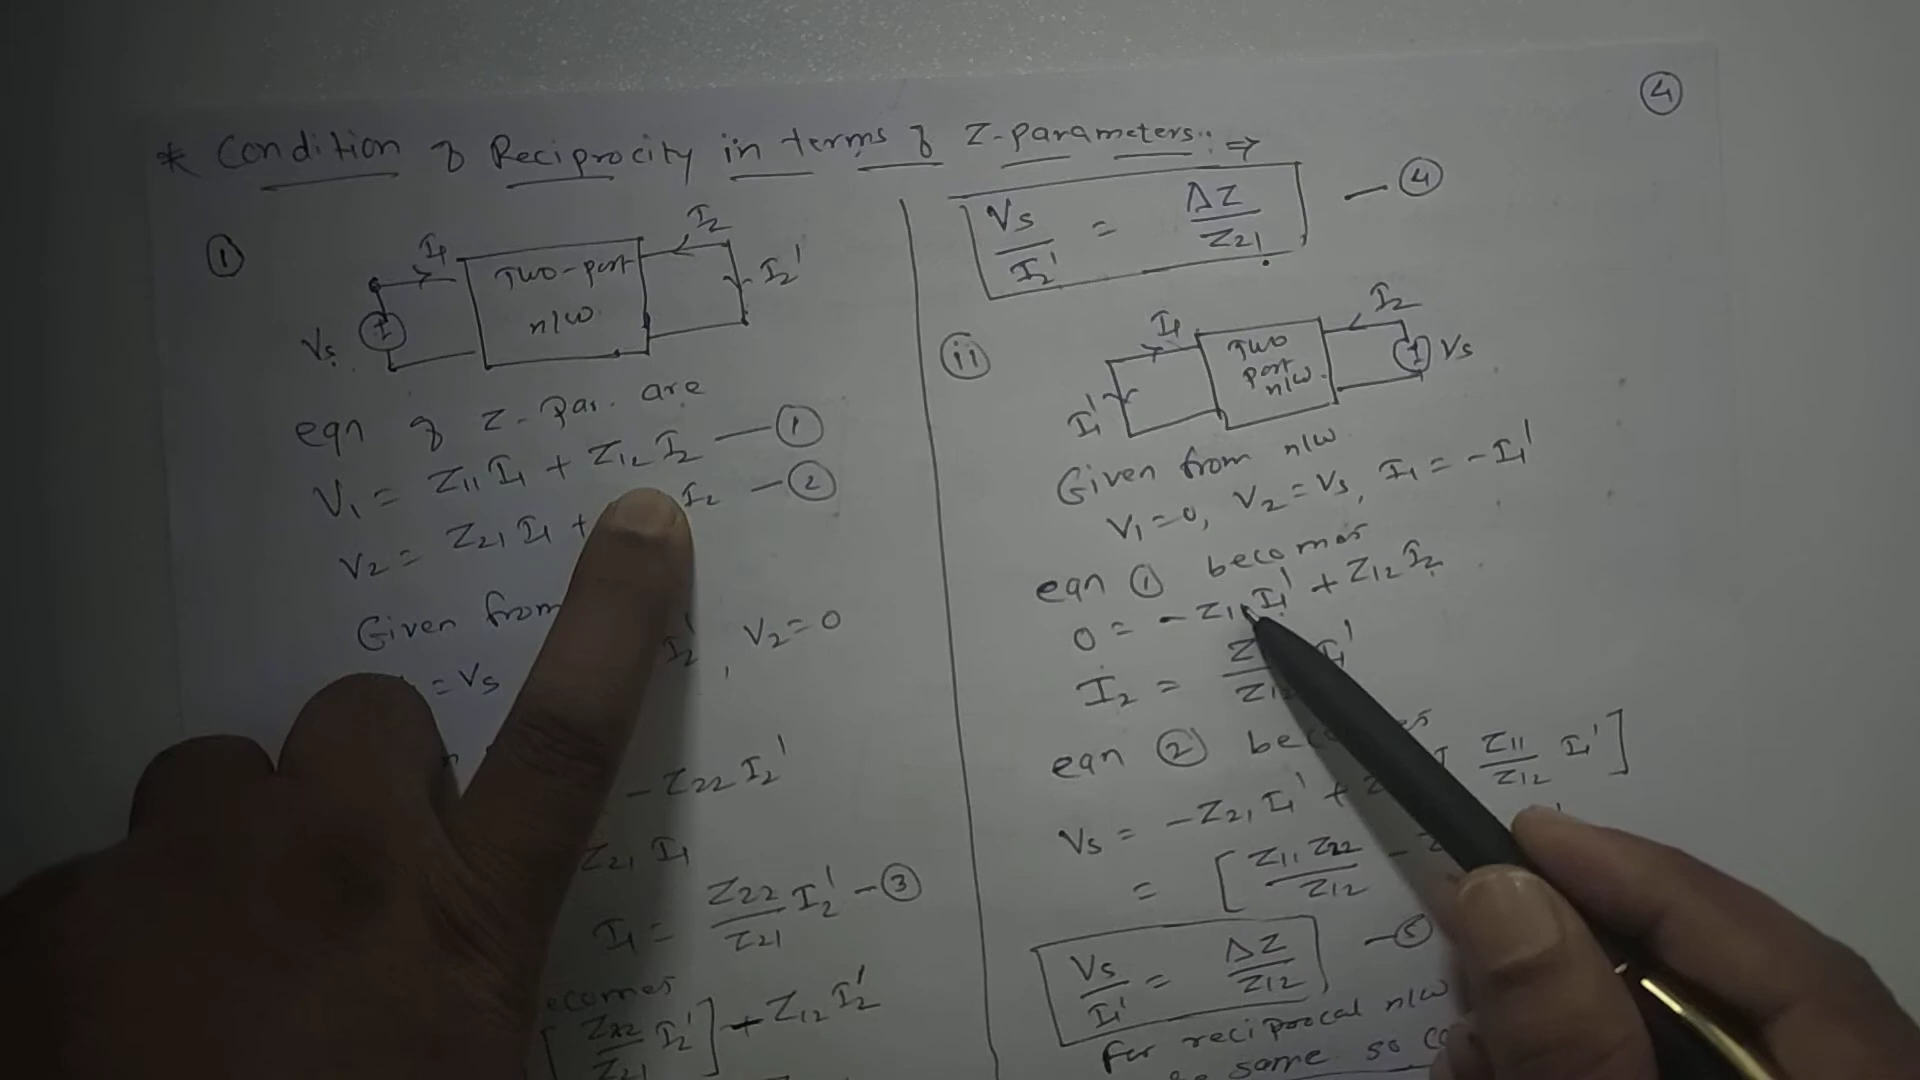 4
* Condition of Reciprocity in terms of Z-parameters :⇒
①
I1
I2
Two-port
n/w
I2'
Vs
eqn of Z-par. are
V1 = Z11 I1 + Z12 I2 — ①
V2 = Z21 I1 + I2 — ②
Given from
= Vs I2' , V2 = 0
- Z22 I2'
Z21 I1
I1 = Z22/Z21 I2' — ③
ecomes
[ Z22/Z21 I2' ] - Z12 I2'
Vs/I2' = ΔZ/Z21 — ④
ii
I1
I2
Two
port
n/w.
Vs
I1'
Given from n/w
V1 = 0, V2 = Vs, I1 = -I1'
eqn ① becomes
0 = - Z11 I1' + Z12 I2
I2 = I1'
eqn ② bec
Vs = -Z21 I1' + Z11/Z12 I1' ]
= [ Z11 Z22/Z12 -
Vs/I1' = ΔZ/Z12 — ⑤
For reciprocal n/w
same so